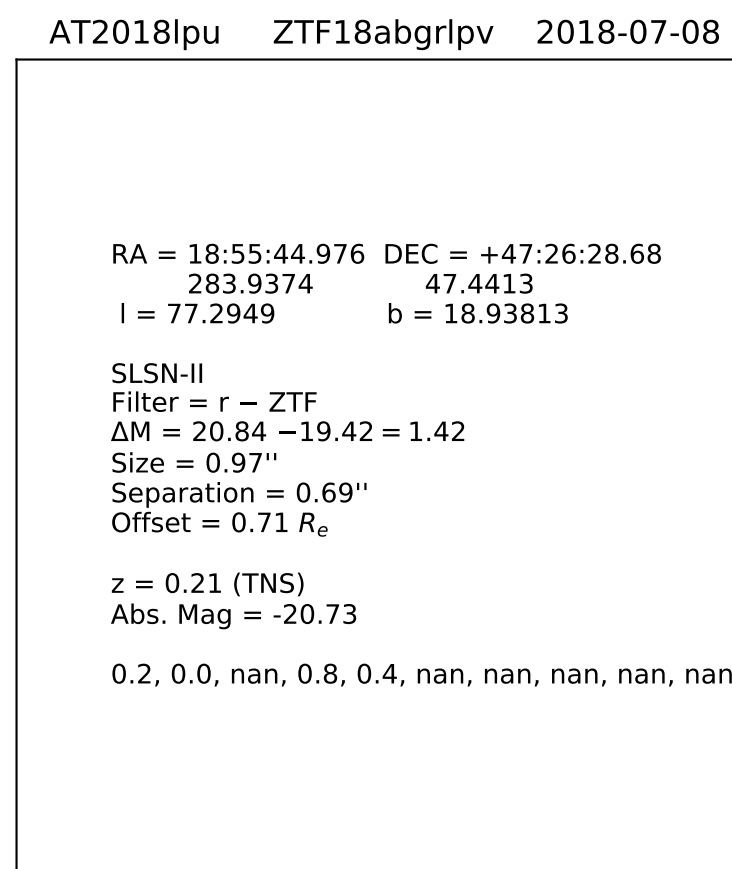 AT2018lpu ZTF18abgrlpv 2018-07-08
RA = 18:55:44.976 DEC = +47:26:28.68
283.9374 47.4413
l = 77.2949 b = 18.93813
SLSN-II
Filter = r − ZTF
ΔM = 20.84 −19.42 = 1.42
Size = 0.97''
Separation = 0.69''
Offset = 0.71 Re
z = 0.21 (TNS)
Abs. Mag = -20.73
0.2, 0.0, nan, 0.8, 0.4, nan, nan, nan, nan, nan